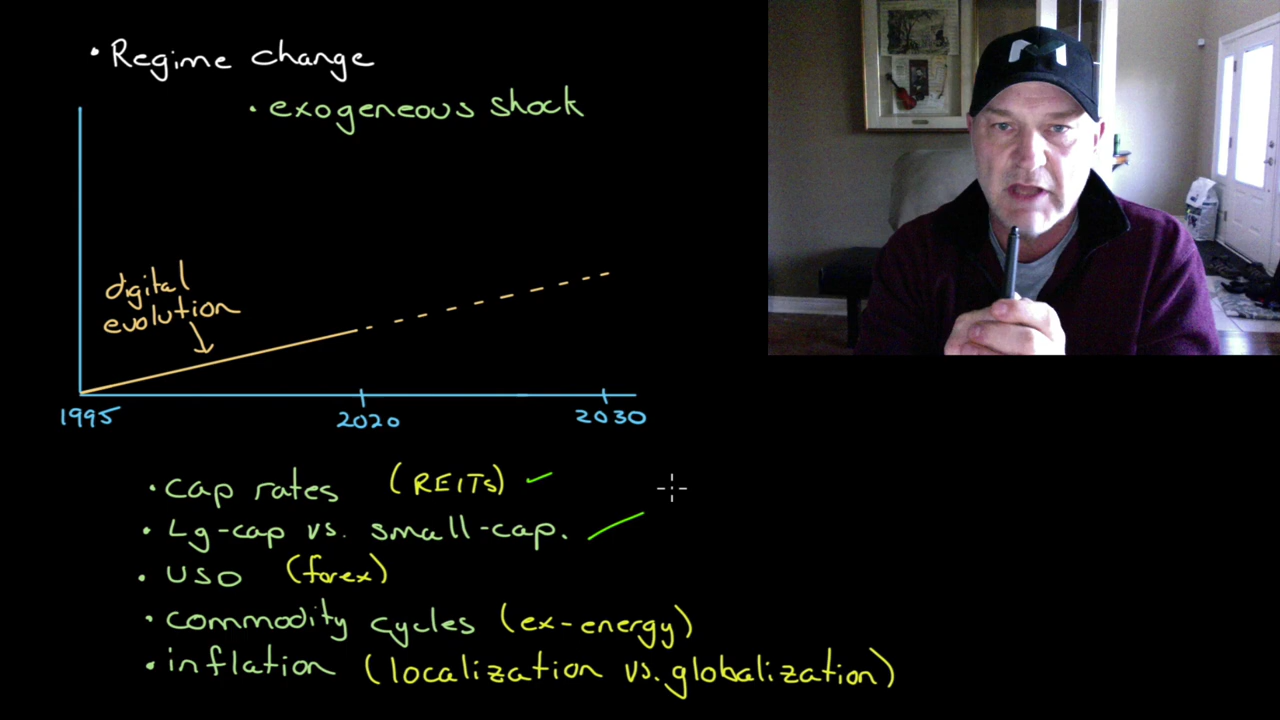 • Regime change
• exogeneous shock
digital
evolution
1995
2020
2030
• cap rates (REITs) ✓
• Lg-cap vs. small-cap.
• USD (forex)
• commodity cycles (ex-energy)
• inflation (localization vs. globalization)